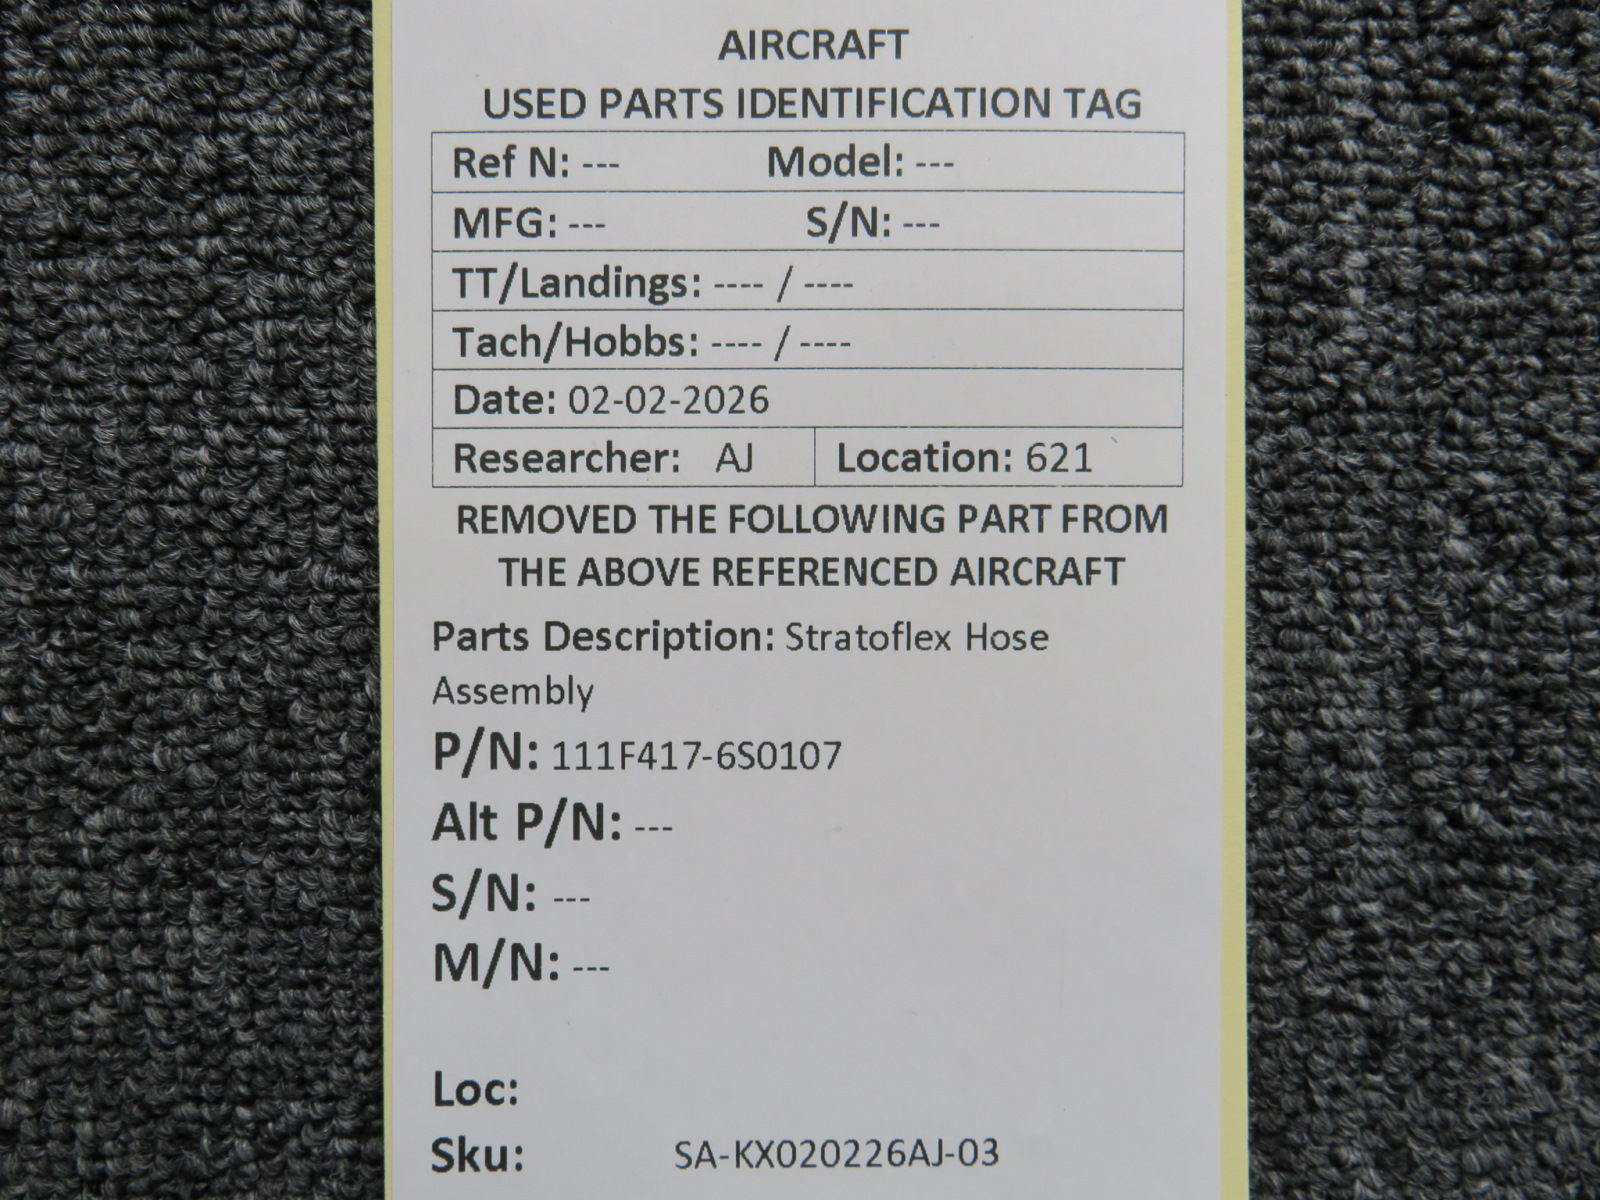 AIRCRAFT
USED PARTS IDENTIFICATION TAG
Ref N: --- Model: ---
MFG: --- S/N: ---
TT/Landings: ---- / ----
Tach/Hobbs: ---- / ----
Date: 02-02-2026
Researcher: AJ Location: 621
REMOVED THE FOLLOWING PART FROM
THE ABOVE REFERENCED AIRCRAFT
Parts Description: Stratoflex Hose
Assembly
P/N: 111F417-6S0107
Alt P/N: ---
S/N: ---
M/N: ---
Loc:
Sku: SA-KX020226AJ-03